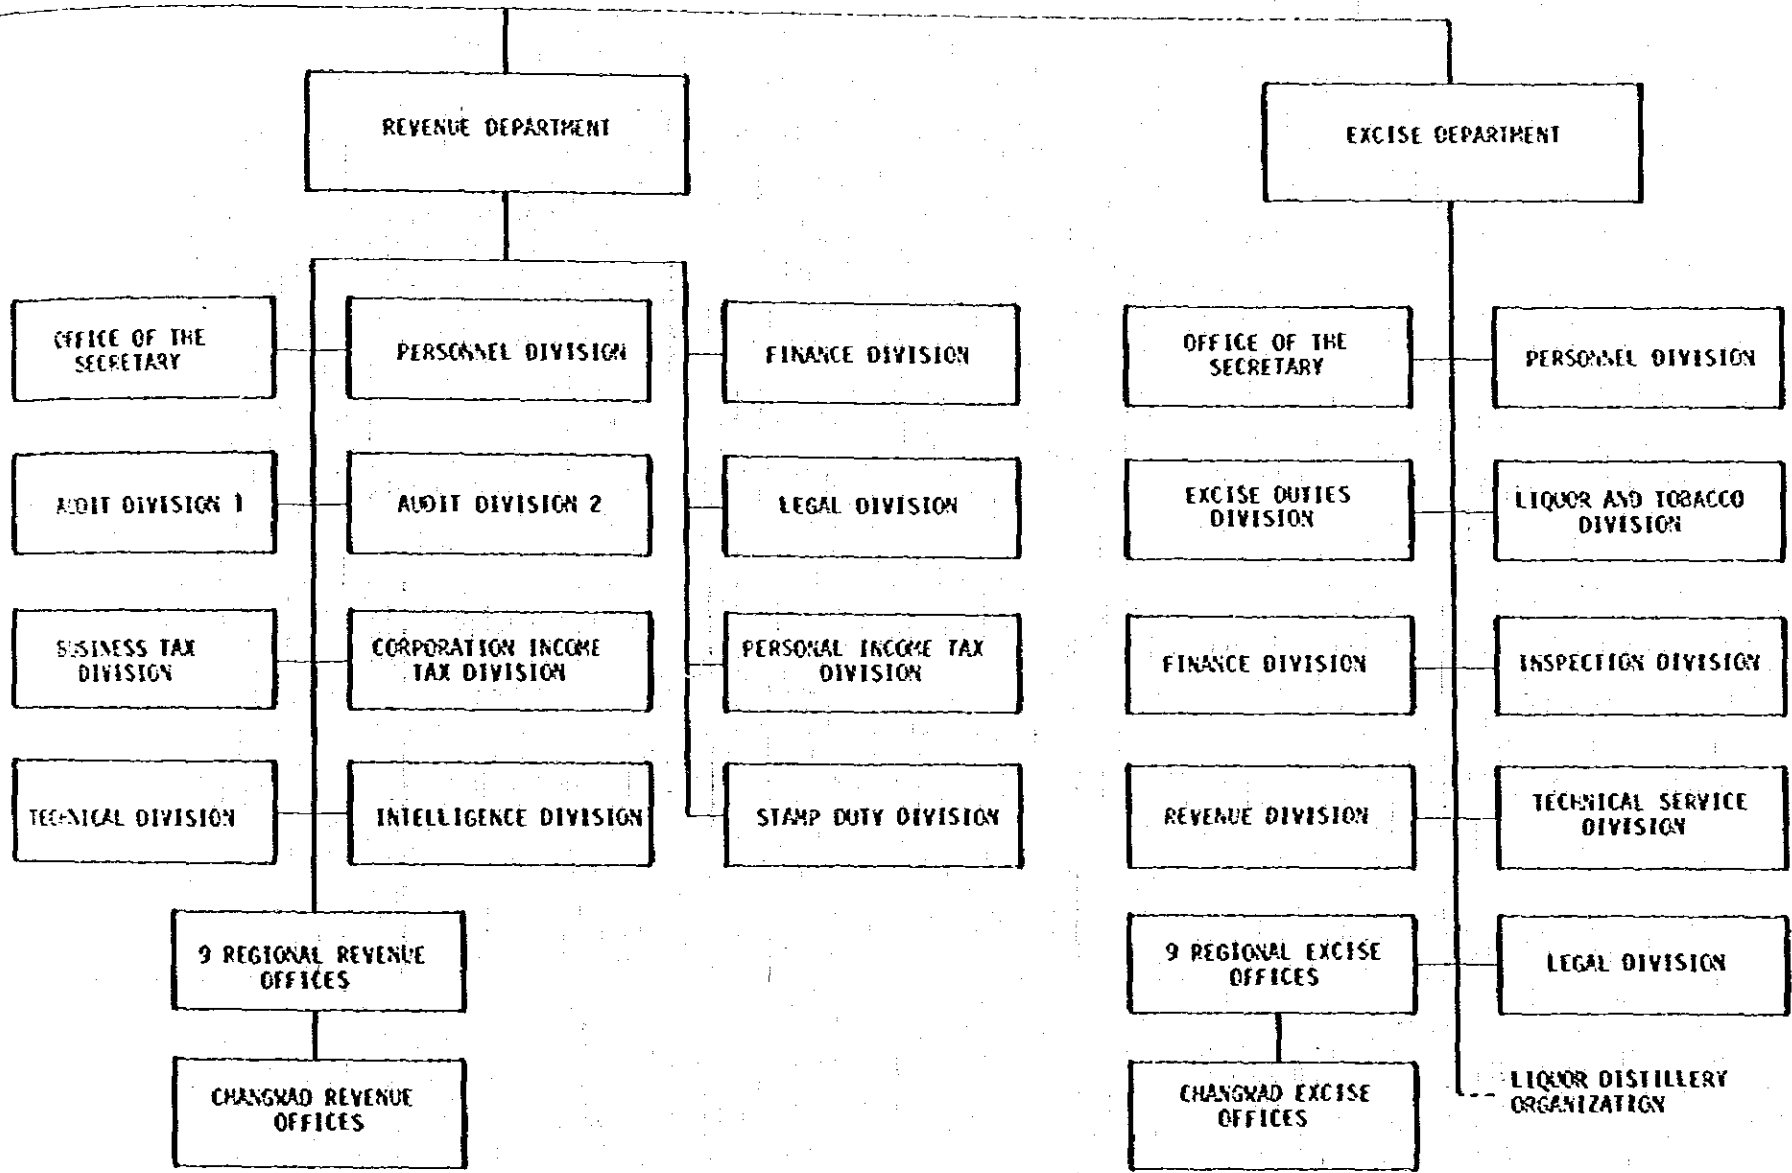 REVENUE DEPARTMENT
OFFICE OF THE
SECRETARY
PERSONNEL DIVISION
FINANCE DIVISION
AUDIT DIVISION 1
AUDIT DIVISION 2
LEGAL DIVISION
BUSINESS TAX
DIVISION
CORPORATION INCOME
TAX DIVISION
PERSONAL INCOME TAX
DIVISION
TECHNICAL DIVISION
INTELLIGENCE DIVISION
STAMP DUTY DIVISION
9 REGIONAL REVENUE
OFFICES
CHANGWAD REVENUE
OFFICES
EXCISE DEPARTMENT
OFFICE OF THE
SECRETARY
PERSONNEL DIVISION
EXCISE DUTIES
DIVISION
LIQUOR AND TOBACCO
DIVISION
FINANCE DIVISION
INSPECTION DIVISION
REVENUE DIVISION
TECHNICAL SERVICE
DIVISION
9 REGIONAL EXCISE
OFFICES
LEGAL DIVISION
CHANGWAD EXCISE
OFFICES
LIQUOR DISTILLERY
ORGANIZATION